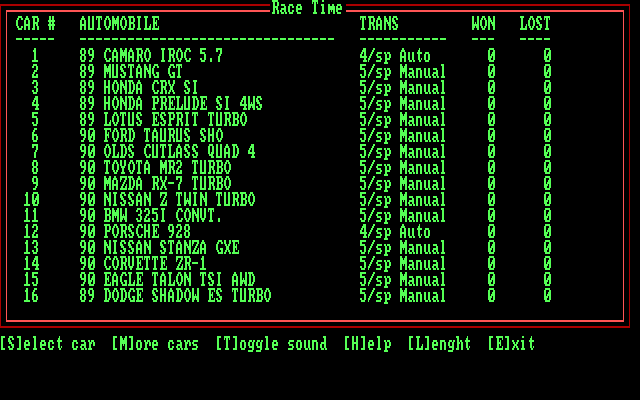 Race Time
CAR # AUTOMOBILE TRANS WON LOST
----- -------------------------------- ----------- --- ----
1 89 CAMARO IROC 5.7 4/sp Auto 0 0
2 89 MUSTANG GT 5/sp Manual 0 0
3 89 HONDA CRX SI 5/sp Manual 0 0
4 89 HONDA PRELUDE SI 4WS 5/sp Manual 0 0
5 89 LOTUS ESPRIT TURBO 5/sp Manual 0 0
6 90 FORD TAURUS SHO 5/sp Manual 0 0
7 90 OLDS CUTLASS QUAD 4 5/sp Manual 0 0
8 90 TOYOTA MR2 TURBO 5/sp Manual 0 0
9 90 MAZDA RX-7 TURBO 5/sp Manual 0 0
10 90 NISSAN Z TWIN TURBO 5/sp Manual 0 0
11 90 BMW 325I CONVT. 5/sp Manual 0 0
12 90 PORSCHE 928 4/sp Auto 0 0
13 90 NISSAN STANZA GXE 5/sp Manual 0 0
14 90 CORVETTE ZR-1 5/sp Manual 0 0
15 90 EAGLE TALON TSI AWD 5/sp Manual 0 0
16 89 DODGE SHADOW ES TURBO 5/sp Manual 0 0
[S]elect car [M]ore cars [T]oggle sound [H]elp [L]enght [E]xit